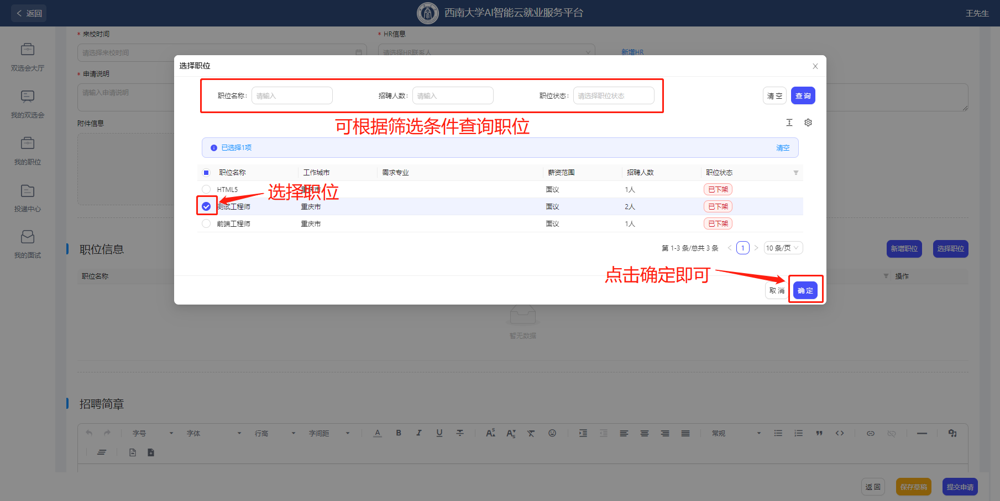 返回
西南大学AI智能云就业服务平台
王先生
双选会大厅
我的双选会
我的职位
投递中心
我的面试
* 来校时间
* HR信息
请选择来校时间
请选择HR联系人
新增HR
* 申请说明
请输入申请说明
附件信息
选择职位
职位名称: 请输入
招聘人数: 请输入
职位状态: 请选择职位状态
清 空
查 询
可根据筛选条件查询职位
已选择1项
清空
职位名称 工作城市 需求专业 薪资范围 招聘人数 职位状态
HTML5 重庆市 面议 1人 已下架
选择职位
测试工程师 重庆市 面议 2人 已下架
前端工程师 重庆市 面议 1人 已下架
第 1-3 条/总共 3 条 < 1 > 10 条/页
点击确定即可
取 消
确 定
职位信息
新增职位
选择职位
职位名称
操作
暂无数据
招聘简章
字号 字体 行高 字间距 常规
返 回
保存草稿
提交申请